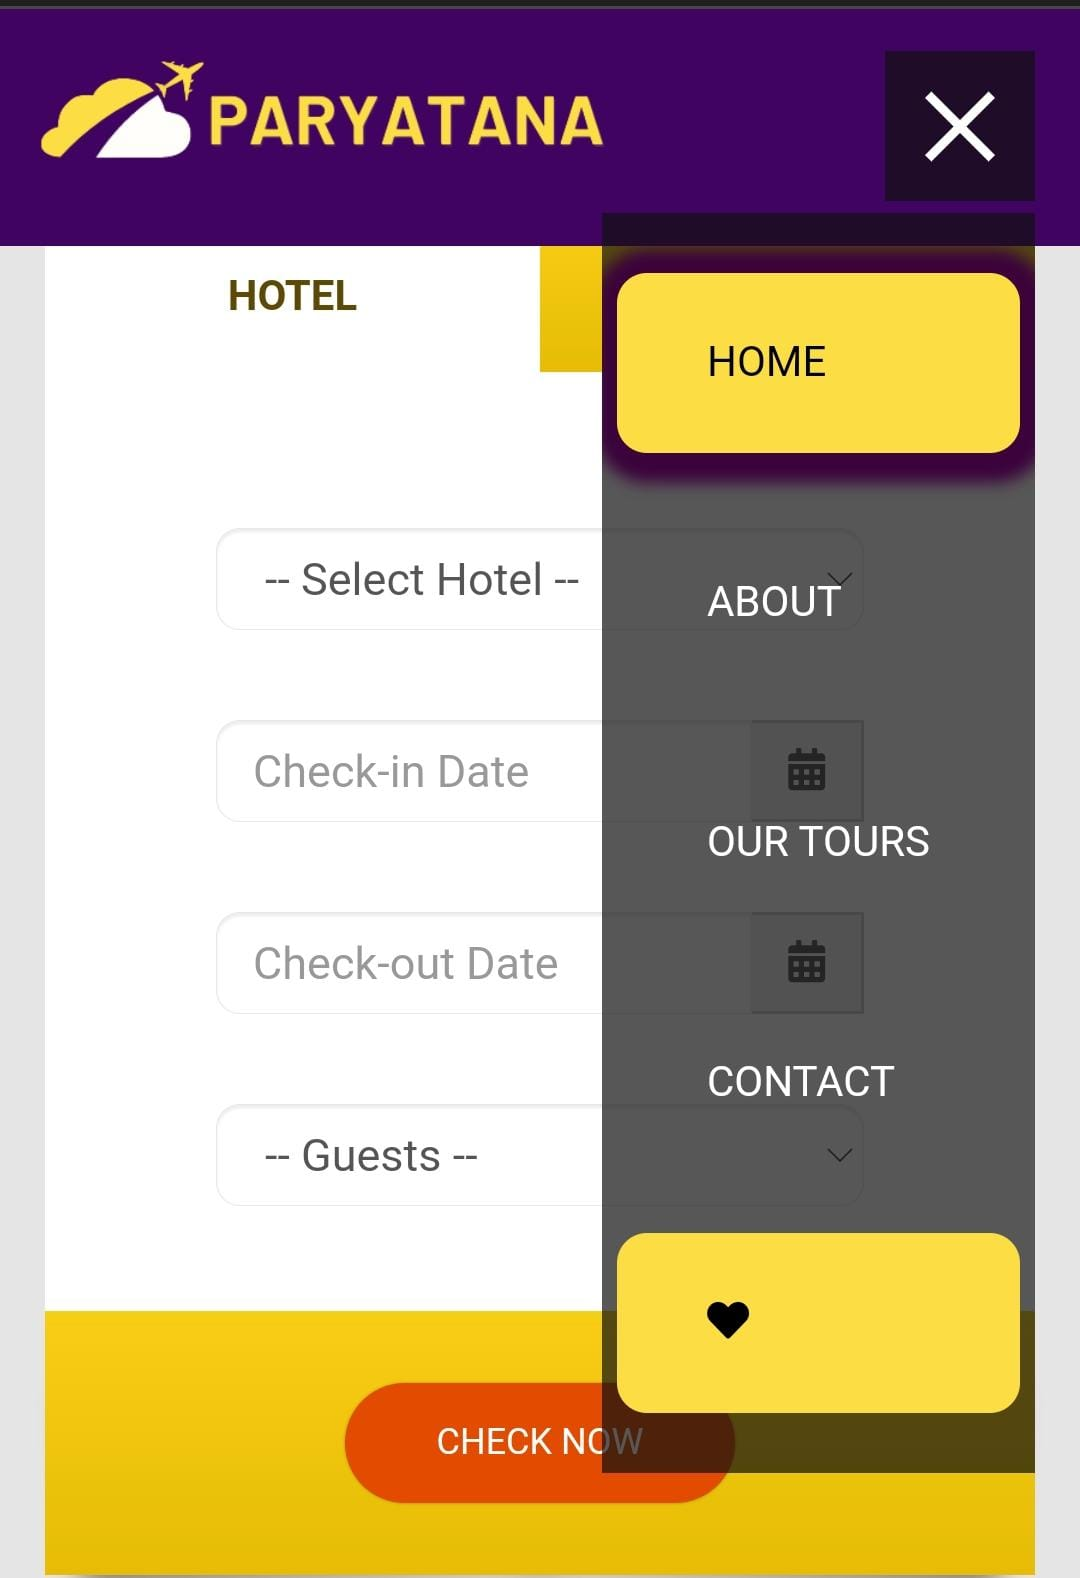 PARYATANA
HOTEL
HOME
-- Select Hotel --
ABOUT
Check-in Date
OUR TOURS
Check-out Date
CONTACT
-- Guests --
CHECK NOW